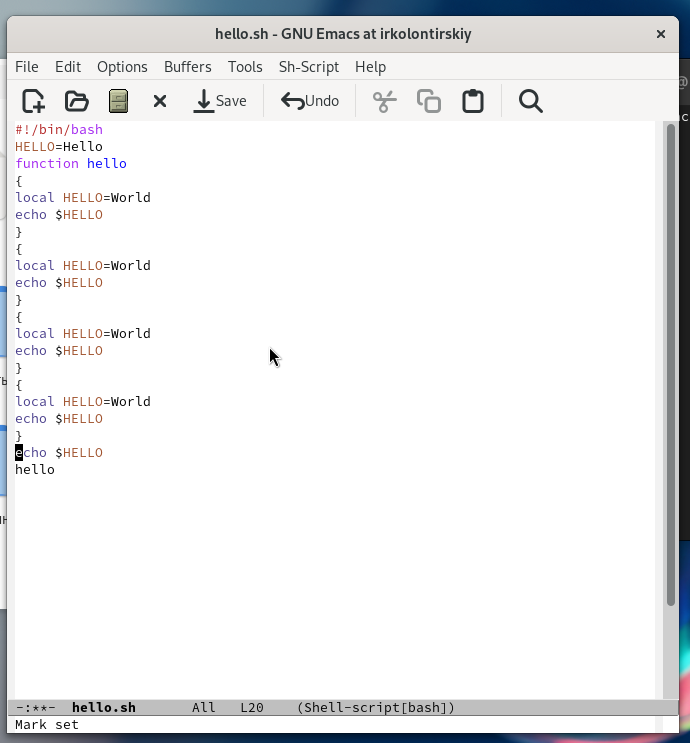 hello.sh - GNU Emacs at irkolontirskiy
File Edit Options Buffers Tools Sh-Script Help
Save Undo
#!/bin/bash
HELLO=Hello
function hello
{
local HELLO=World
echo $HELLO
}
{
local HELLO=World
echo $HELLO
}
{
local HELLO=World
echo $HELLO
}
{
local HELLO=World
echo $HELLO
}
echo $HELLO
hello
-:**- hello.sh All L20 (Shell-script[bash])
Mark set